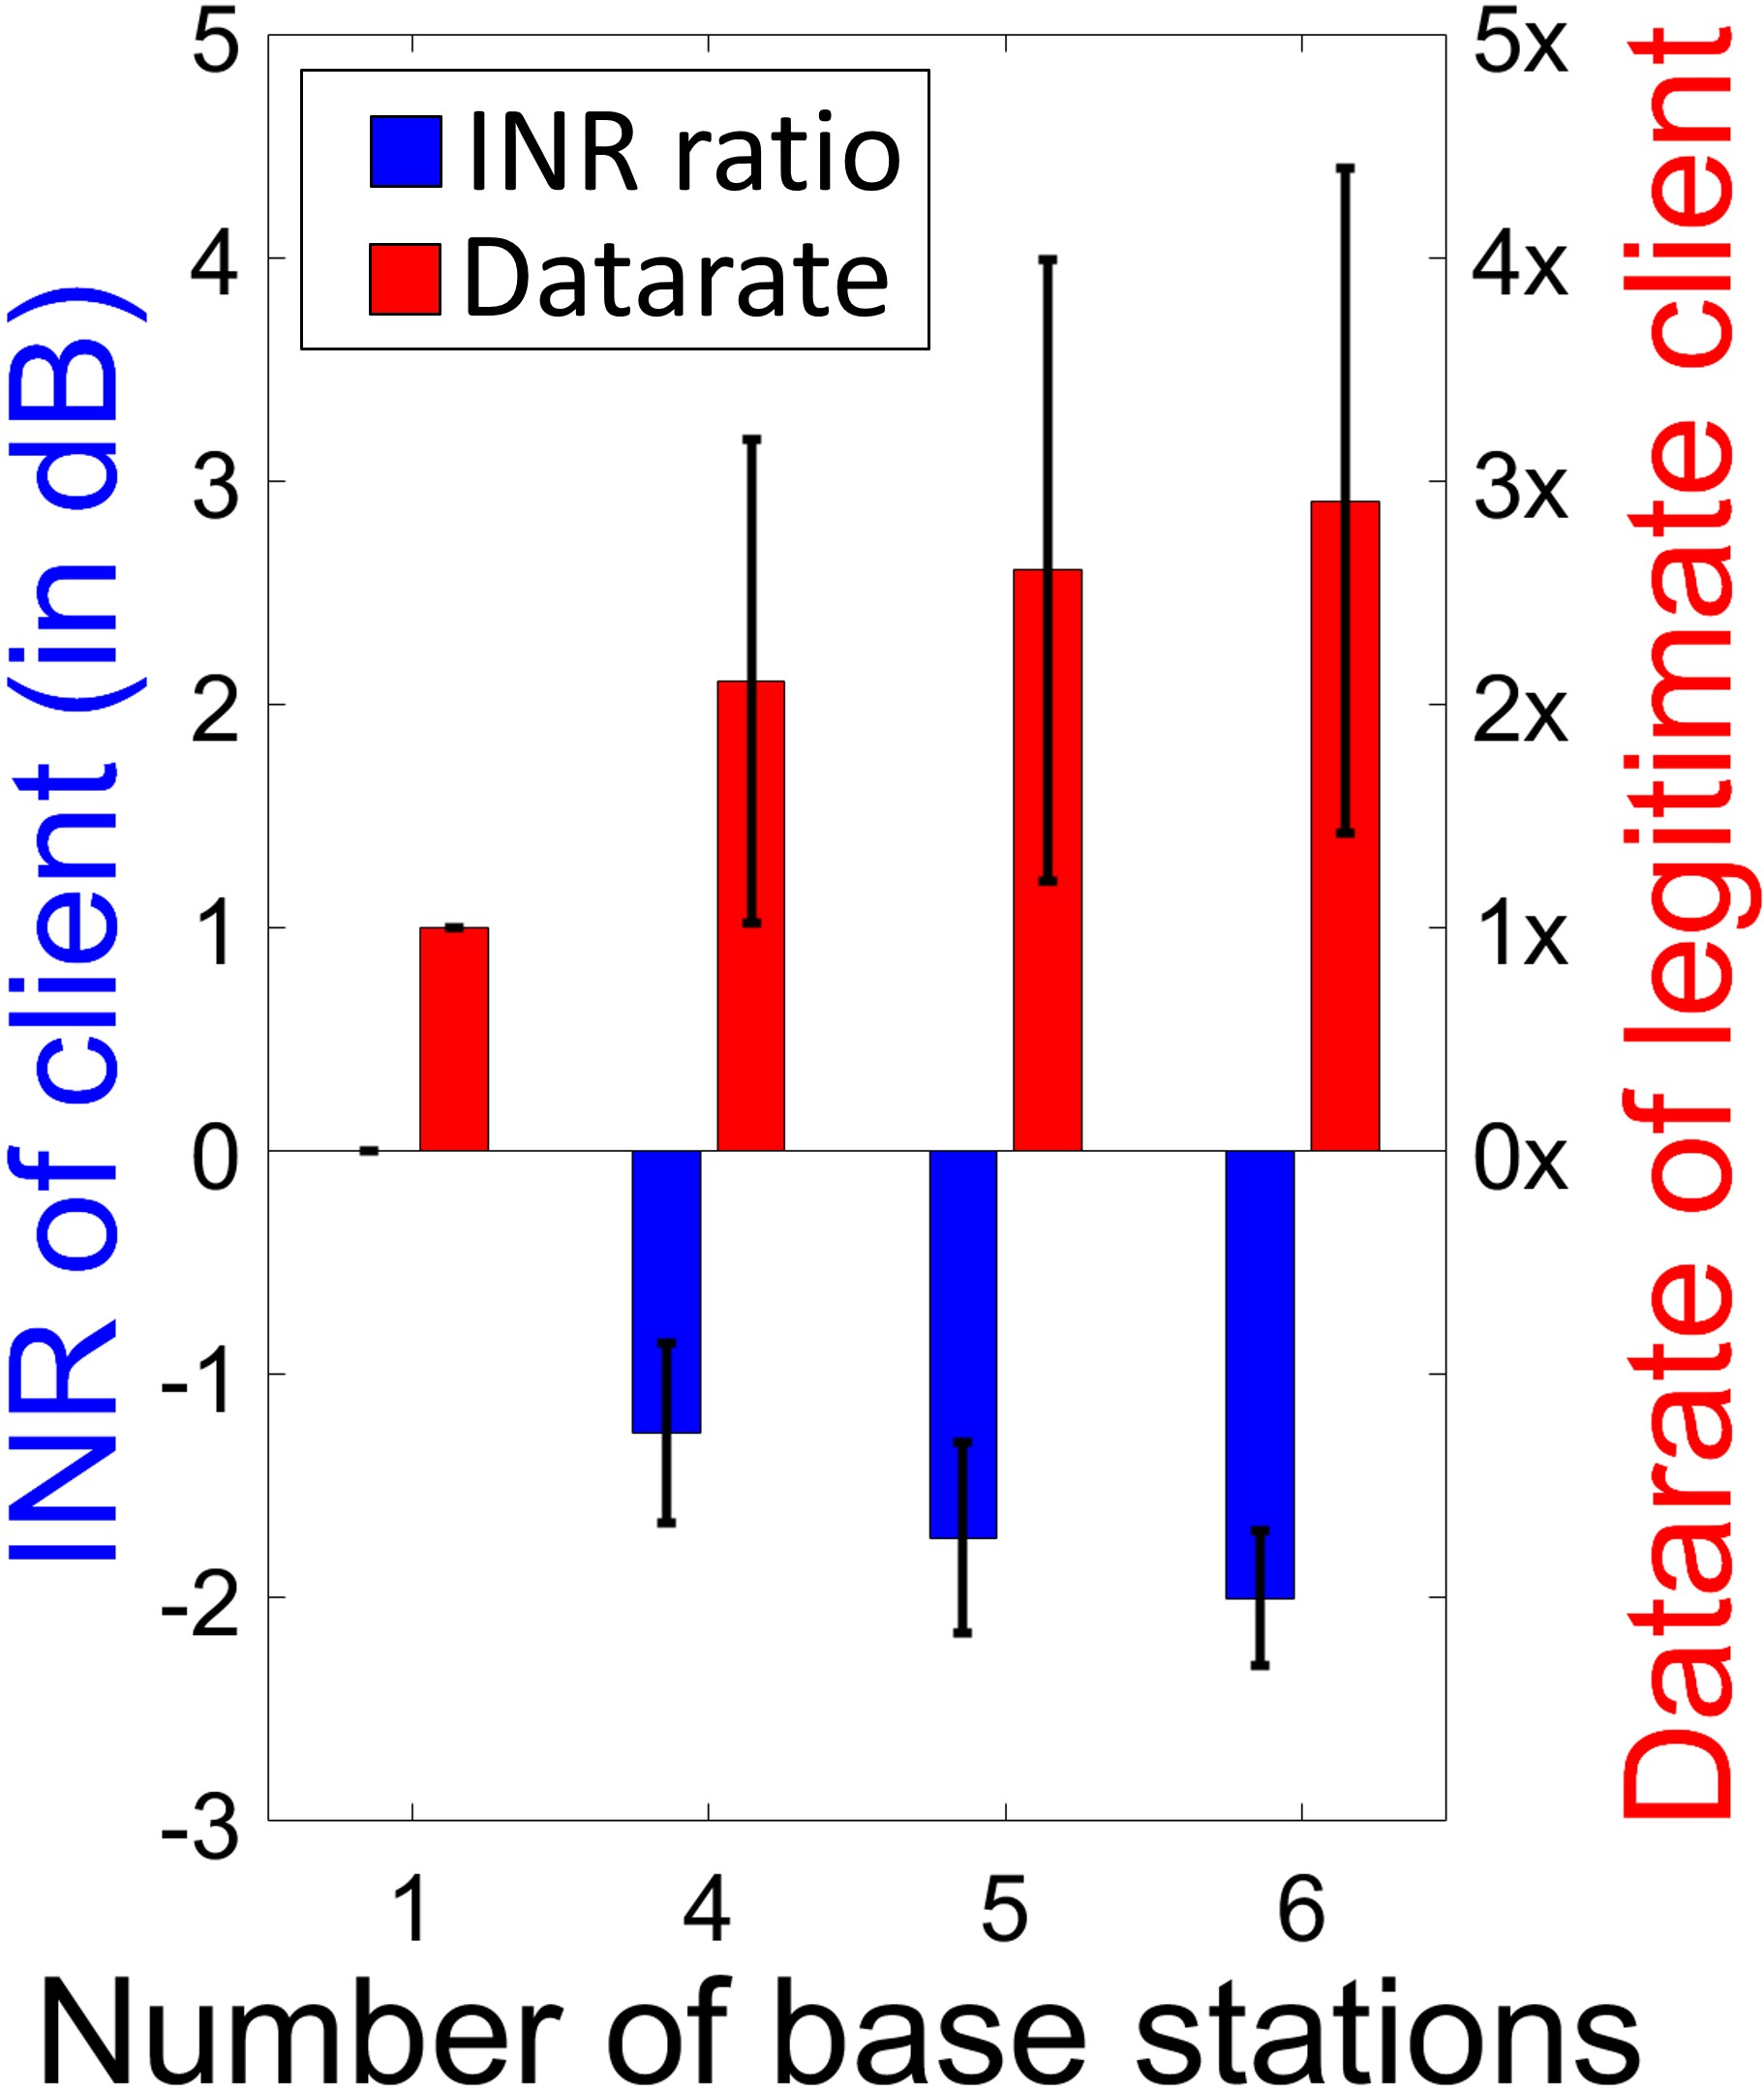 INR of client (in dB)
5
4
3
2
1
0
-1
-2
-3
INR ratio
Datarate
5x
4x
3x
2x
1x
0x
Datarate of legitimate client
1 4 5 6
Number of base stations